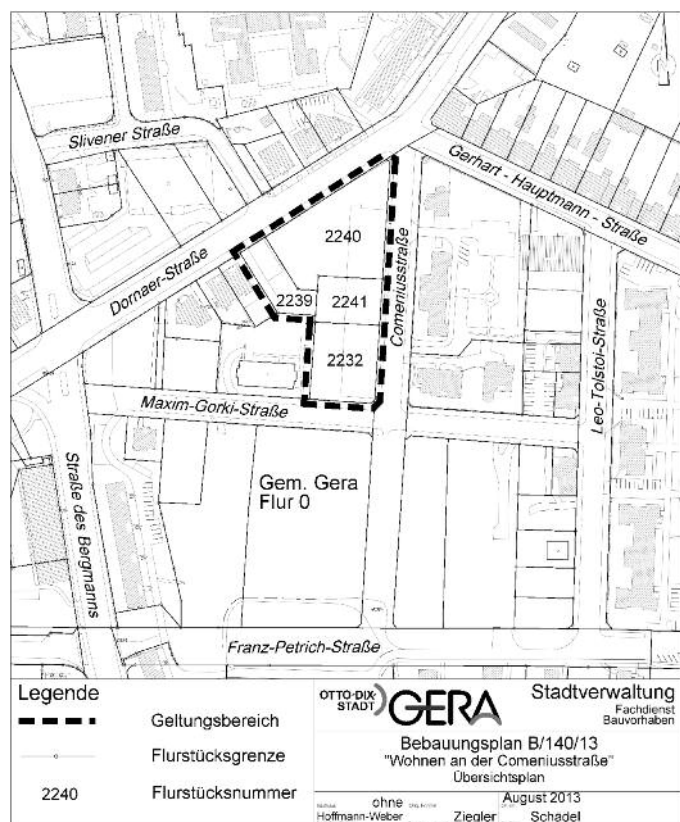 Slivener Straße
Gerhart - Hauptmann - Straße
Dornaer-Straße
2240
Comeniusstraße
2239
2241
2232
Leo-Tolstoi-Straße
Maxim-Gorki-Straße
Straße des Bergmanns
Gem. Gera
Flur 0
Franz-Petrich-Straße
Legende
Geltungsbereich
Flurstücksgrenze
2240
Flurstücksnummer
OTTO-DIX-
STADT
GERA
Stadtverwaltung
Fachdienst
Bauvorhaben
Bebauungsplan B/140/13
"Wohnen an der Comeniusstraße"
Übersichtsplan
ohne
August 2013
Hoffmann-Weber
Ziegler
Schadel